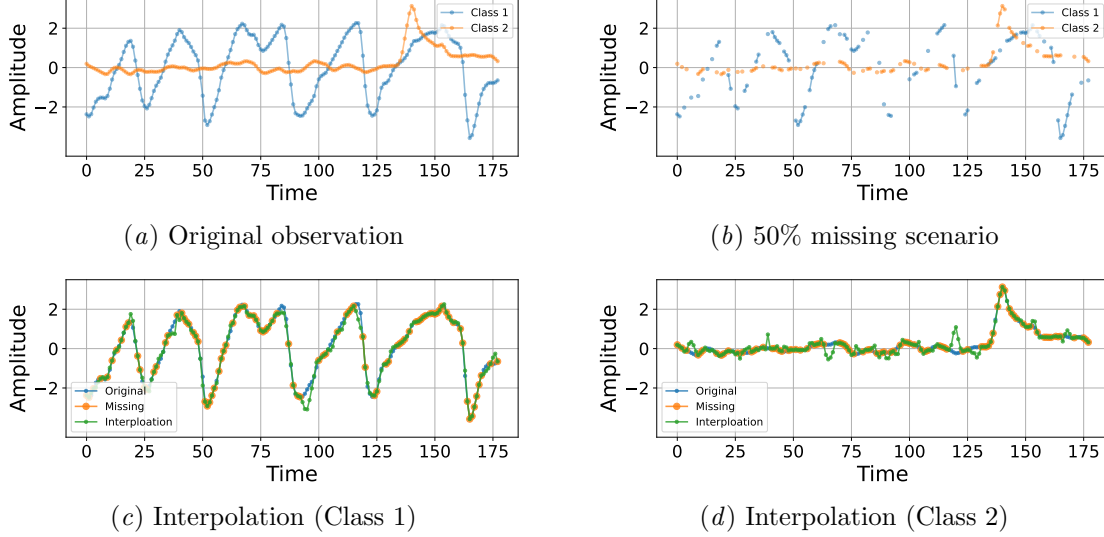 Amplitude
2
0
−2
Class 1
Class 2
0 25 50 75 100 125 150 175
Time
(a) Original observation
Amplitude
2
0
−2
Class 1
Class 2
0 25 50 75 100 125 150 175
Time
(b) 50% missing scenario
Amplitude
2
0
−2
Original
Missing
Interploation
0 25 50 75 100 125 150 175
Time
(c) Interpolation (Class 1)
Amplitude
2
0
−2
Original
Missing
Interploation
0 25 50 75 100 125 150 175
Time
(d) Interpolation (Class 2)